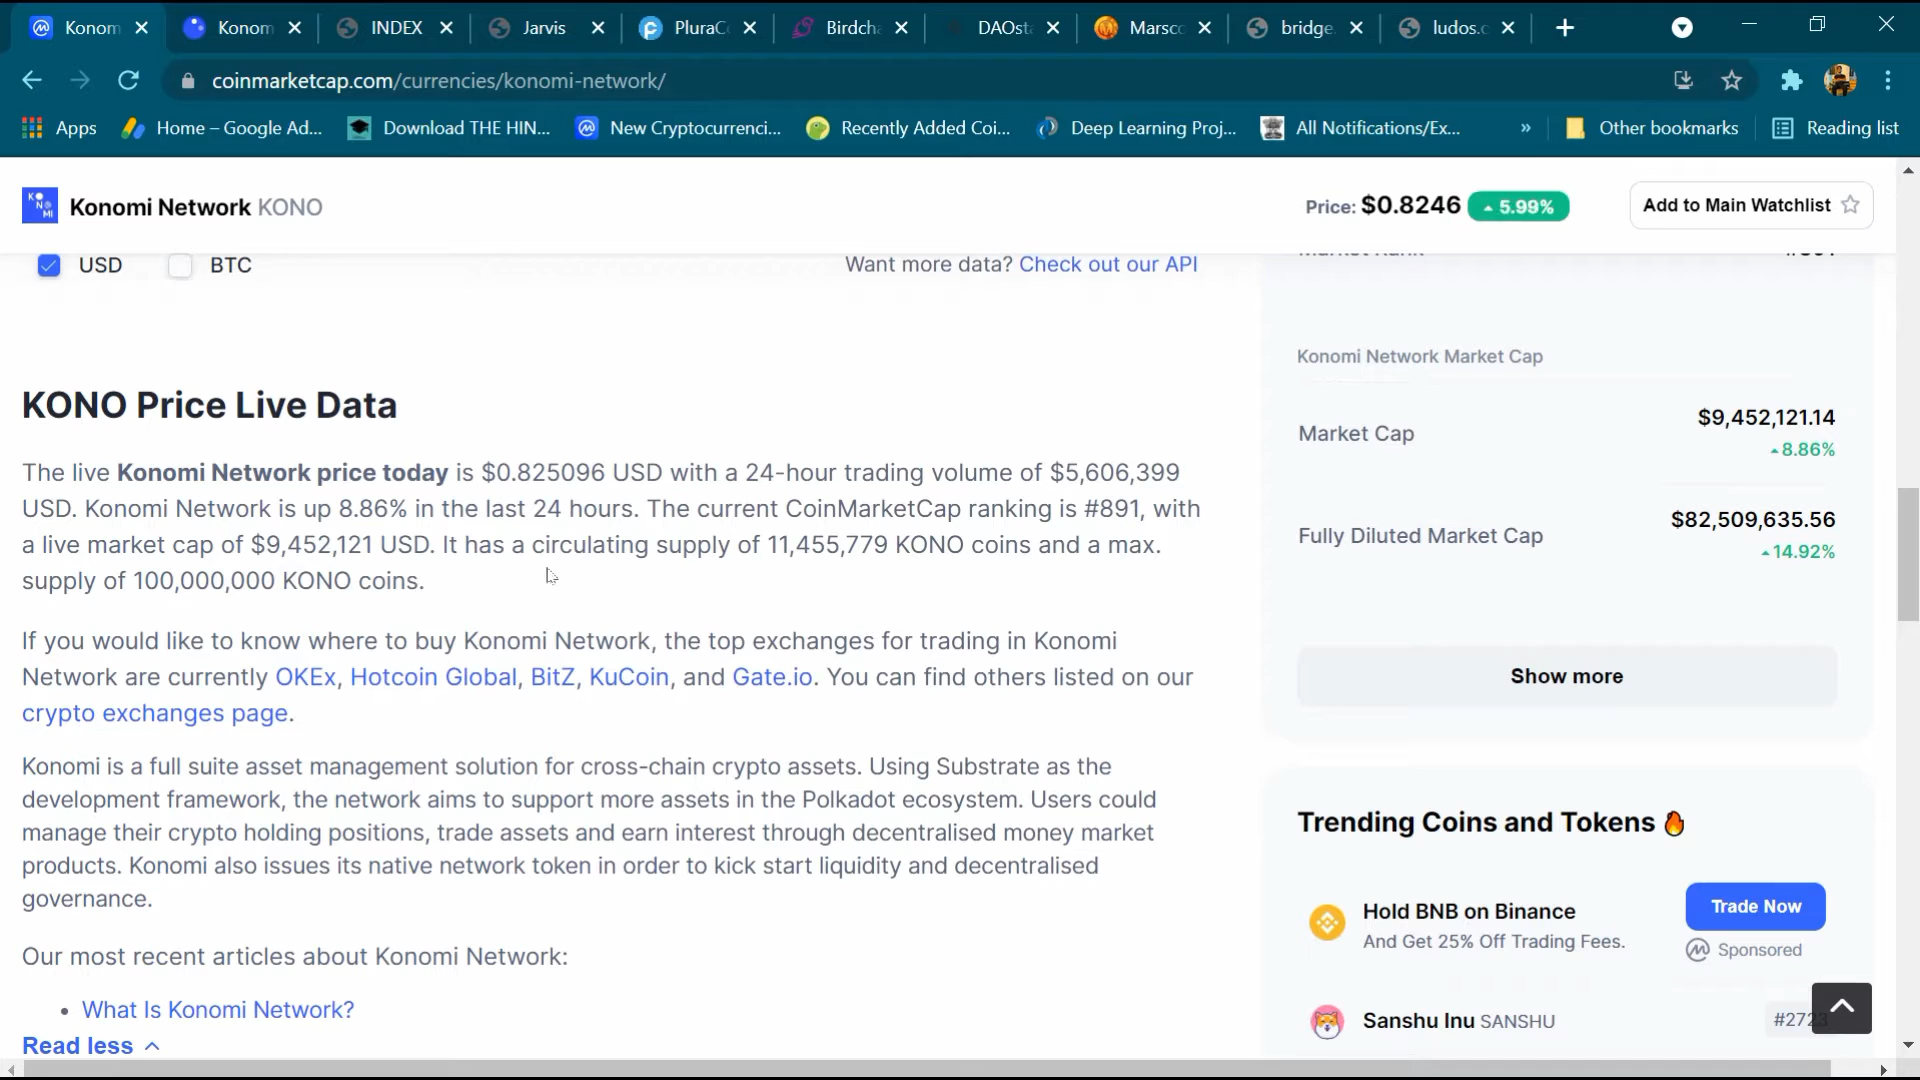 Konom
Konom
INDEX
Jarvis
PluraC
Birdcha
DAOsta
Marsco
bridge.
ludos.c
coinmarketcap.com/currencies/konomi-network/
Apps
Home – Google Ad...
Download THE HIN...
New Cryptocurrenci...
Recently Added Coi...
Deep Learning Proj...
All Notifications/Ex...
»
Other bookmarks
Reading list
Konomi Network KONO
Price: $0.8246 5.99%
Add to Main Watchlist
USD BTC
Want more data? Check out our API
KONO Price Live Data
The live Konomi Network price today is $0.825096 USD with a 24-hour trading volume of $5,606,399
USD. Konomi Network is up 8.86% in the last 24 hours. The current CoinMarketCap ranking is #891, with
a live market cap of $9,452,121 USD. It has a circulating supply of 11,455,779 KONO coins and a max.
supply of 100,000,000 KONO coins.
If you would like to know where to buy Konomi Network, the top exchanges for trading in Konomi
Network are currently OKEx, Hotcoin Global, BitZ, KuCoin, and Gate.io. You can find others listed on our
crypto exchanges page.
Konomi is a full suite asset management solution for cross-chain crypto assets. Using Substrate as the
development framework, the network aims to support more assets in the Polkadot ecosystem. Users could
manage their crypto holding positions, trade assets and earn interest through decentralised money market
products. Konomi also issues its native network token in order to kick start liquidity and decentralised
governance.
Our most recent articles about Konomi Network:
• What Is Konomi Network?
Read less
Konomi Network Market Cap
Market Cap
$9,452,121.14
8.86%
Fully Diluted Market Cap
$82,509,635.56
14.92%
Show more
Trending Coins and Tokens
Hold BNB on Binance
And Get 25% Off Trading Fees.
Trade Now
Sponsored
Sanshu Inu SANSHU